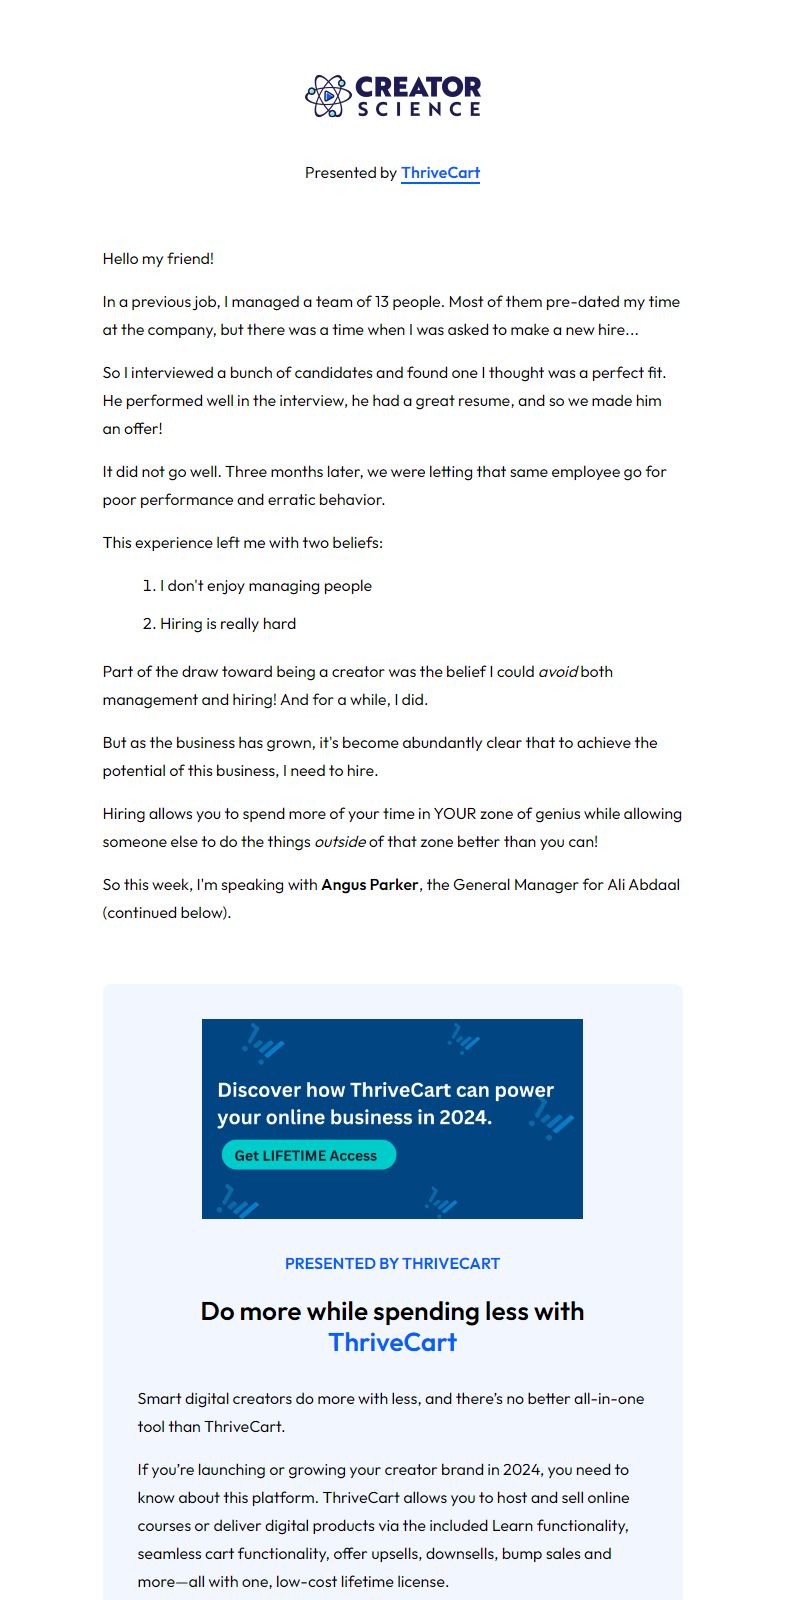 CREATOR
SCIENCE
Presented by ThriveCart
Hello my friend!
In a previous job, I managed a team of 13 people. Most of them pre-dated my time
at the company, but there was a time when I was asked to make a new hire...
So I interviewed a bunch of candidates and found one I thought was a perfect fit.
He performed well in the interview, he had a great resume, and so we made him
an offer!
It did not go well. Three months later, we were letting that same employee go for
poor performance and erratic behavior.
This experience left me with two beliefs:
1. I don't enjoy managing people
2. Hiring is really hard
Part of the draw toward being a creator was the belief I could avoid both
management and hiring! And for a while, I did.
But as the business has grown, it's become abundantly clear that to achieve the
potential of this business, I need to hire.
Hiring allows you to spend more of your time in YOUR zone of genius while allowing
someone else to do the things outside of that zone better than you can!
So this week, I'm speaking with Angus Parker, the General Manager for Ali Abdaal
(continued below).
Discover how ThriveCart can power
your online business in 2024.
Get LIFETIME Access
PRESENTED BY THRIVECART
Do more while spending less with
ThriveCart
Smart digital creators do more with less, and there’s no better all-in-one
tool than ThriveCart.
If you’re launching or growing your creator brand in 2024, you need to
know about this platform. ThriveCart allows you to host and sell online
courses or deliver digital products via the included Learn functionality,
seamless cart functionality, offer upsells, downsells, bump sales and
more—all with one, low-cost lifetime license.